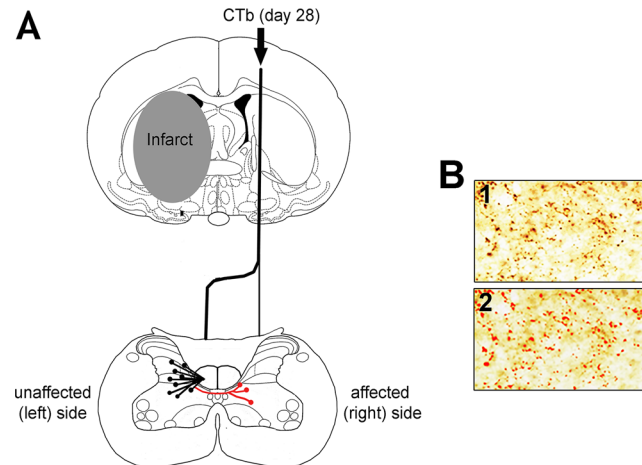 A
CTb (day 28)
Infarct
unaffected
(left) side
affected
(right) side
B
1
2